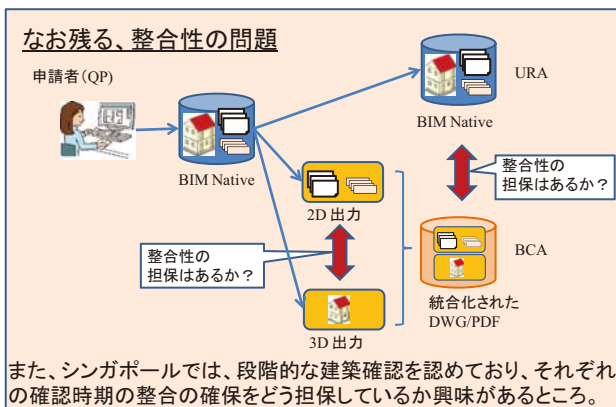 なお残る、整合性の問題
申請者(QP)
BIM Native
URA
BIM Native
整合性の
担保はあるか？
2D 出力
整合性の
担保はあるか？
BCA
3D 出力
統合化された
DWG/PDF
また、シンガポールでは、段階的な建築確認を認めており、それぞれ
の確認時期の整合の確保をどう担保しているか興味があるところ。